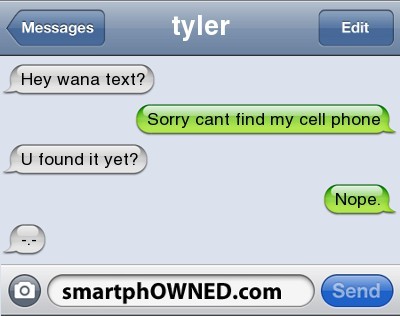 Messages
tyler
Edit
Hey wana text?
Sorry cant find my cell phone
U found it yet?
Nope.
-.-
smartphOWNED.com
Send